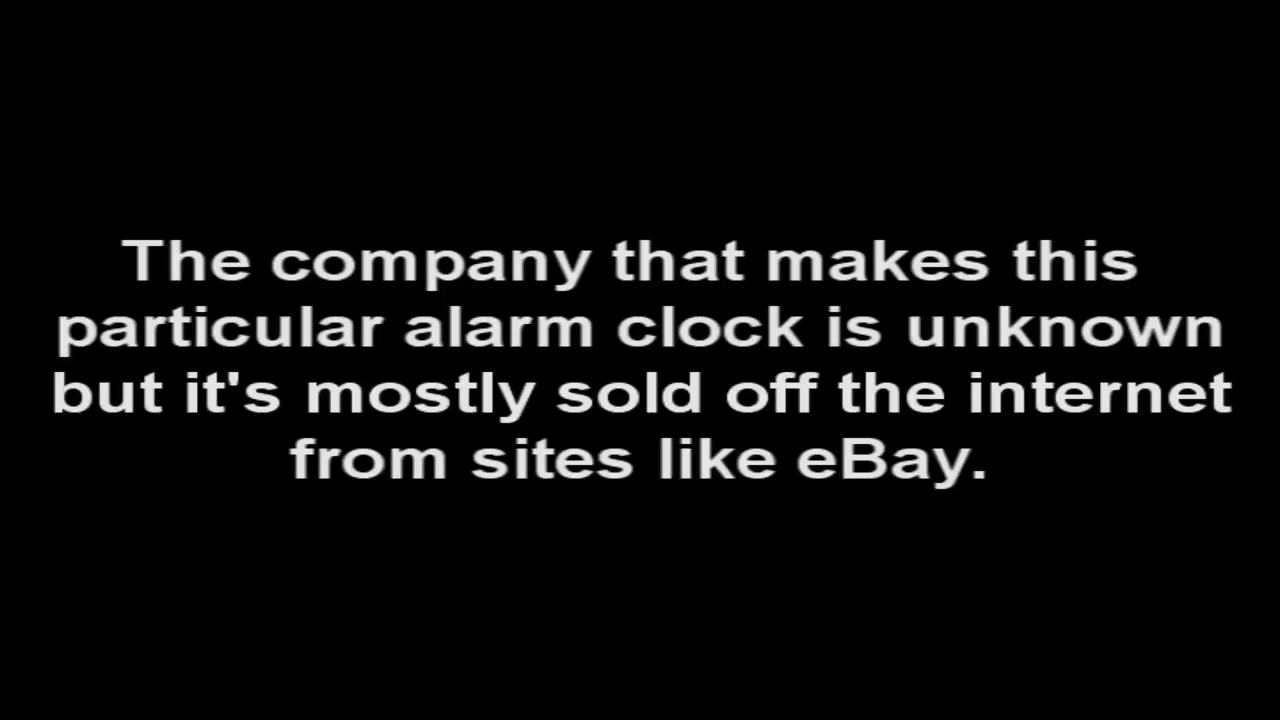 The company that makes this
particular alarm clock is unknown
but it's mostly sold off the internet
from sites like eBay.